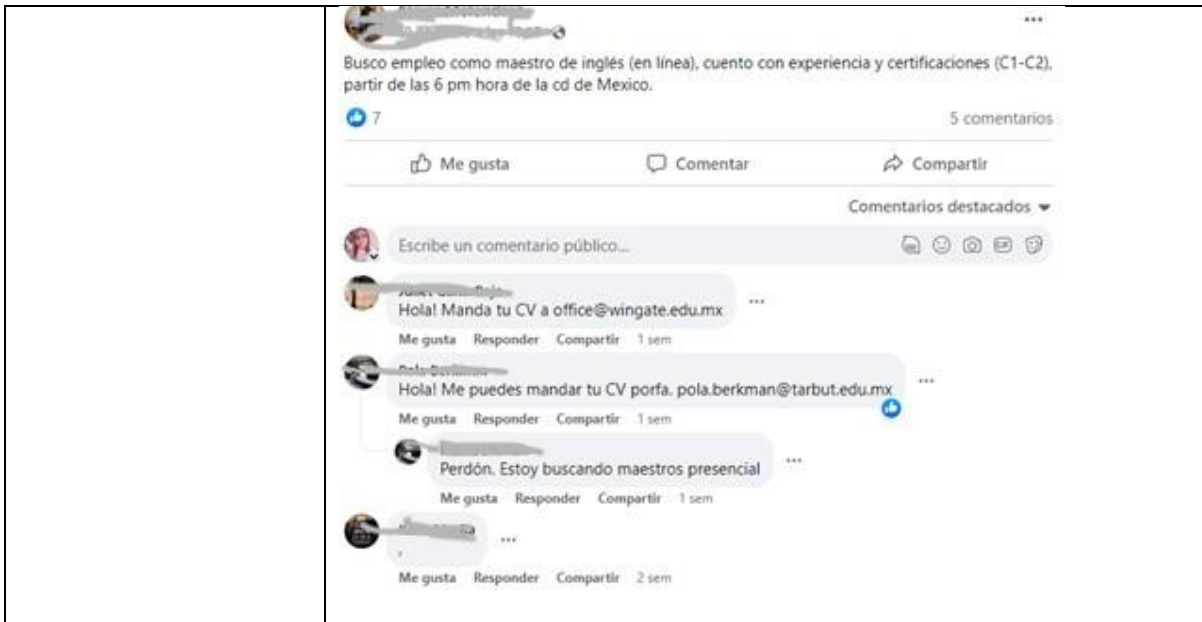 Busco empleo como maestro de inglés (en línea), cuento con experiencia y certificaciones (C1-C2),
partir de las 6 pm hora de la cd de Mexico.
7
5 comentarios
Me gusta
Comentar
Compartir
Comentarios destacados
Escribe un comentario público...
Hola! Manda tu CV a office@wingate.edu.mx
Me gusta Responder Compartir 1 sem
Hola! Me puedes mandar tu CV porfa. pola.berkman@tarbut.edu.mx
Me gusta Responder Compartir 1 sem
Perdón. Estoy buscando maestros presencial
Me gusta Responder Compartir 1 sem
Me gusta Responder Compartir 2 sem